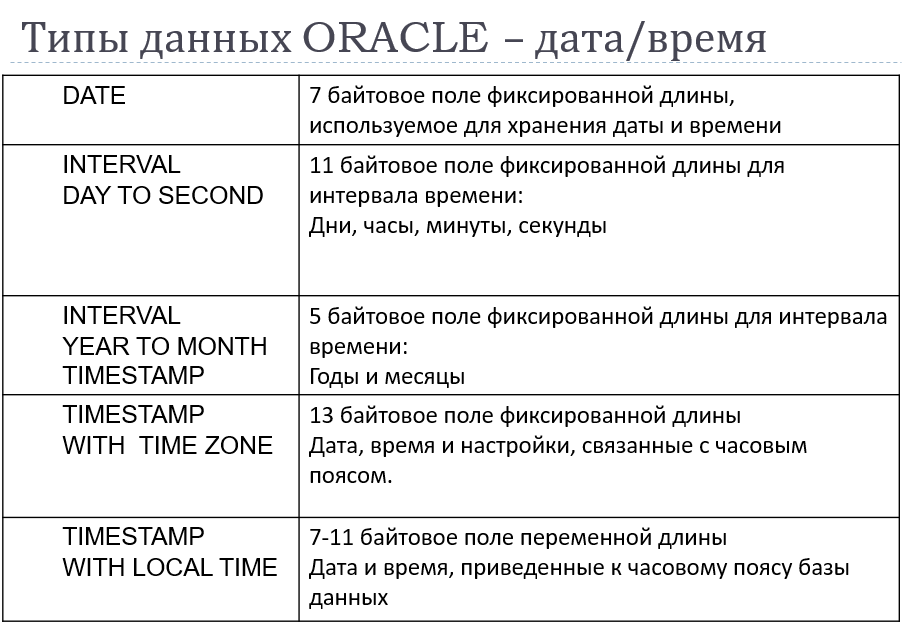 Типы данных ORACLE – дата/время
DATE
7 байтовое поле фиксированной длины,
используемое для хранения даты и времени
INTERVAL
DAY TO SECOND
11 байтовое поле фиксированной длины для
интервала времени:
Дни, часы, минуты, секунды
INTERVAL
YEAR TO MONTH
TIMESTAMP
5 байтовое поле фиксированной длины для интервала
времени:
Годы и месяцы
TIMESTAMP
WITH TIME ZONE
13 байтовое поле фиксированной длины
Дата, время и настройки, связанные с часовым
поясом.
TIMESTAMP
WITH LOCAL TIME
7-11 байтовое поле переменной длины
Дата и время, приведенные к часовому поясу базы
данных